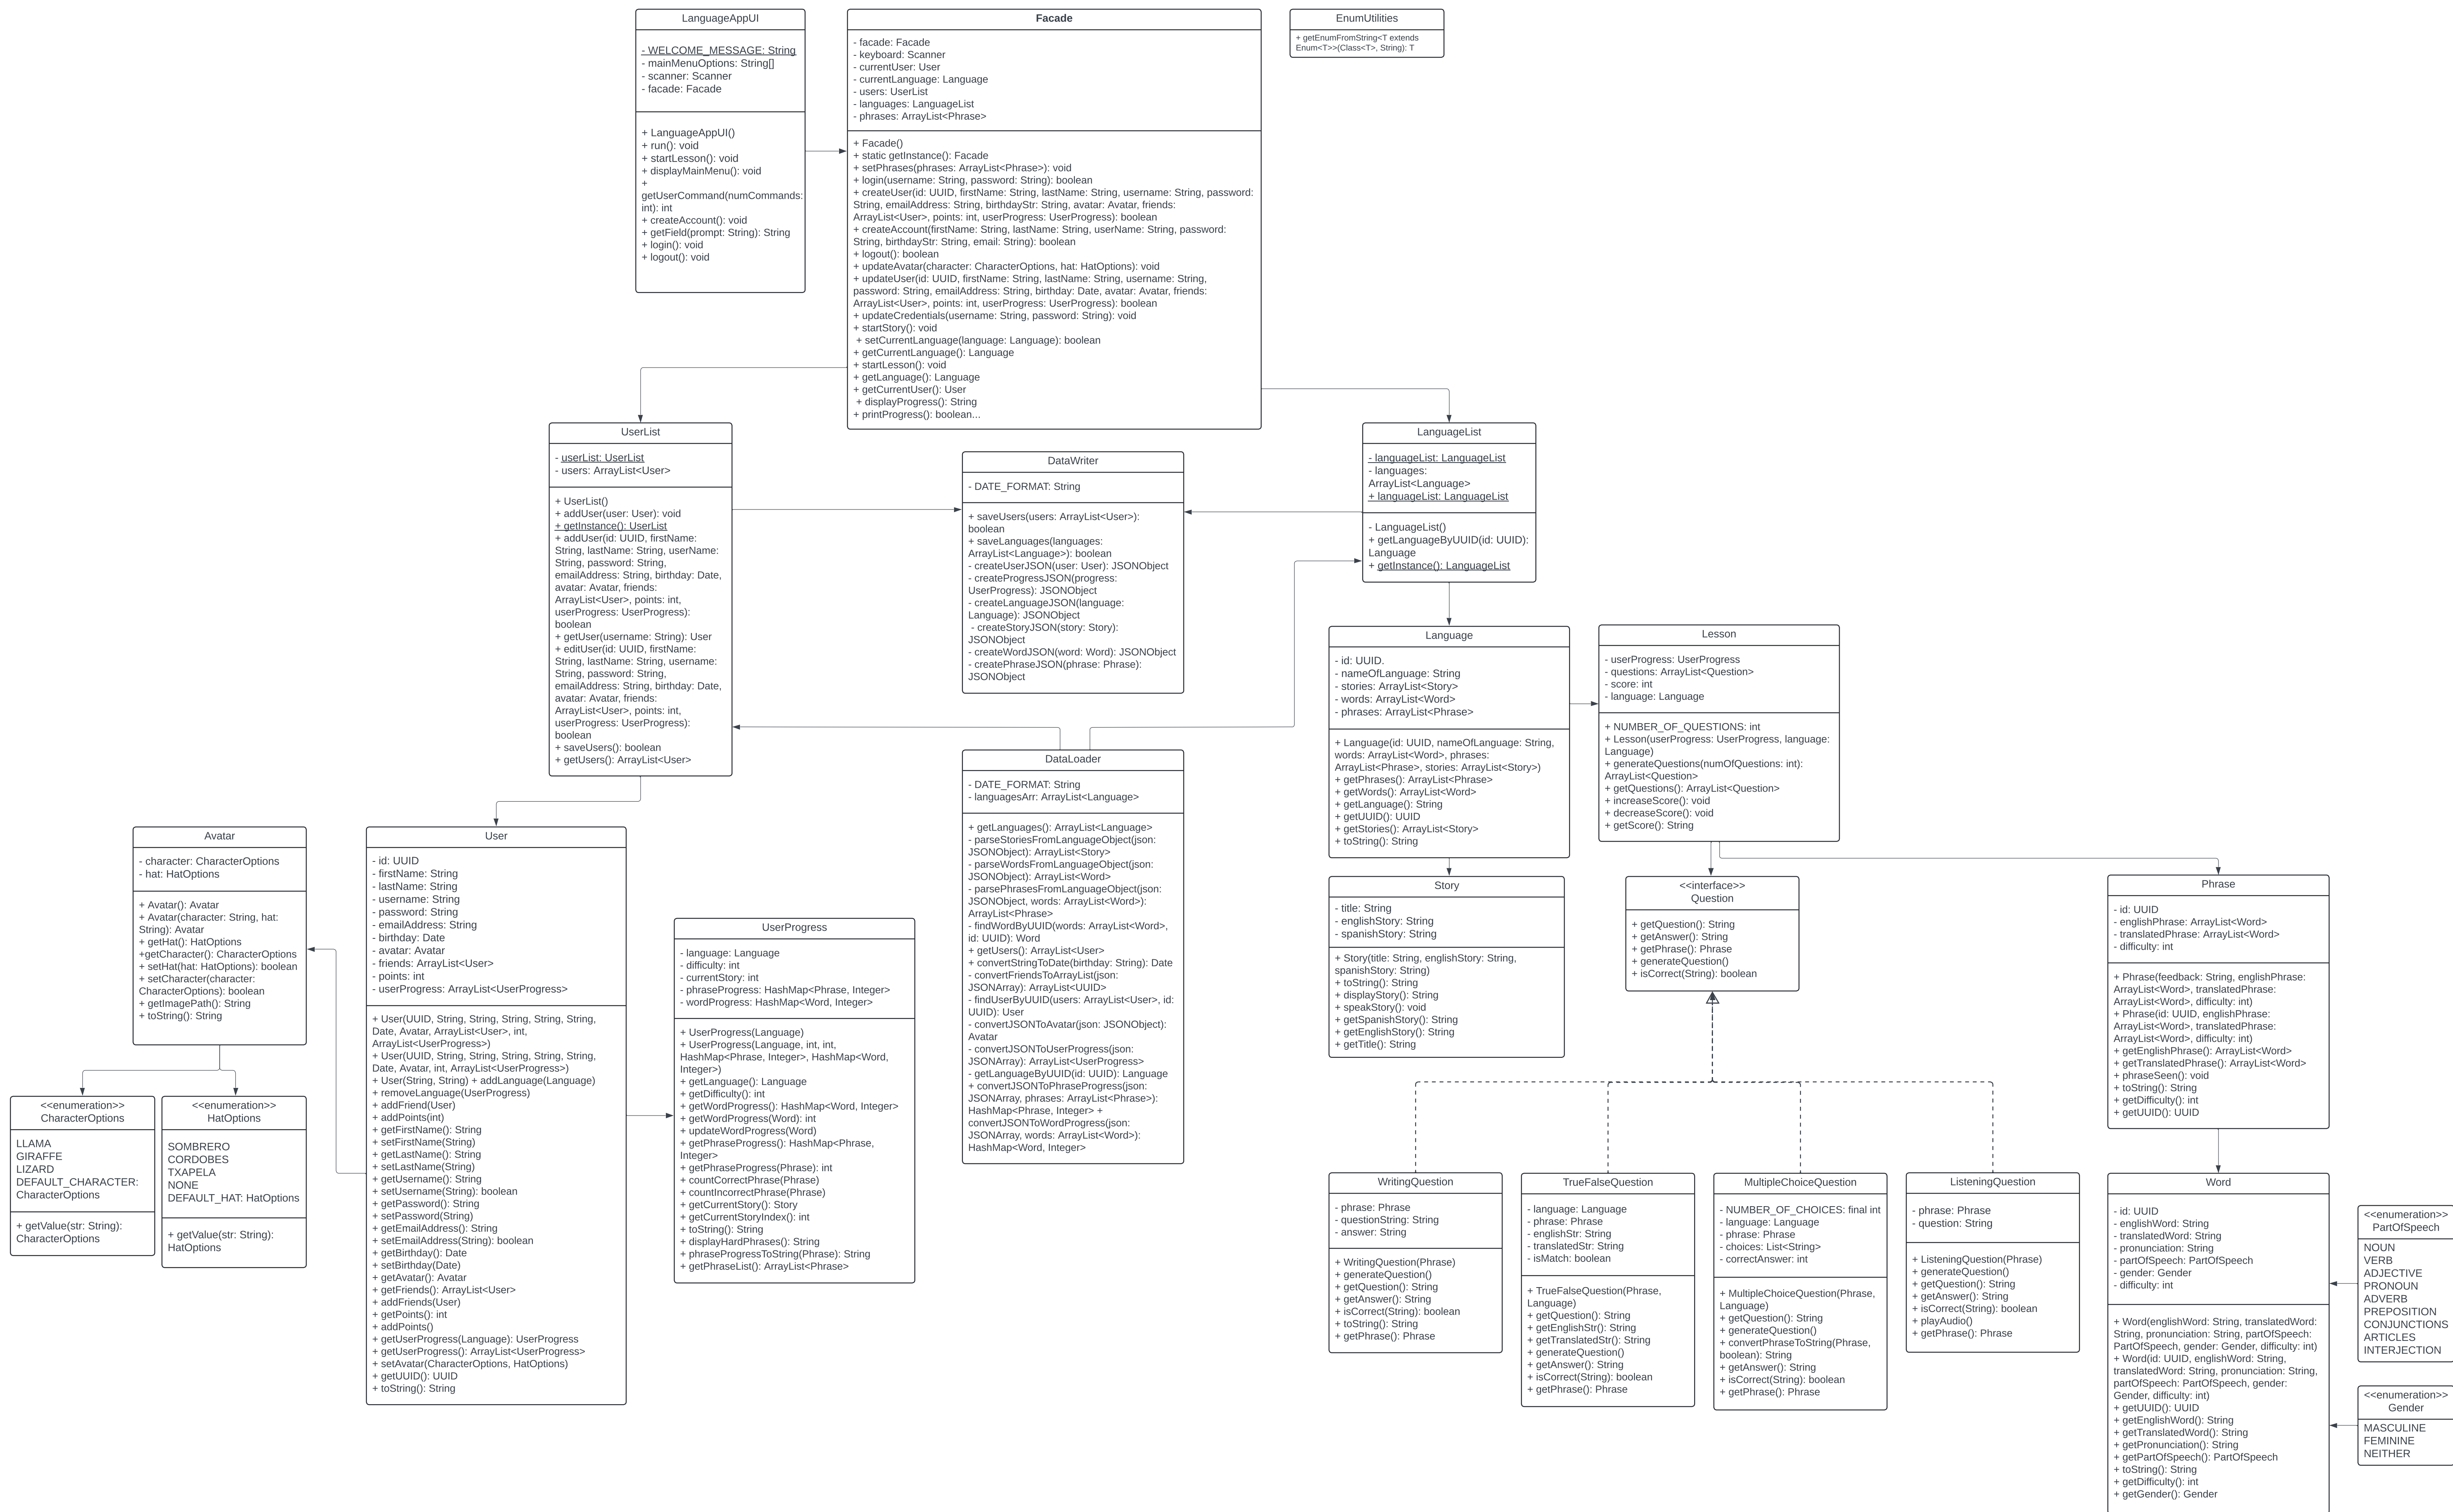 LanguageAppUI
- WELCOME_MESSAGE: String
- mainMenuOptions: String[]
- scanner: Scanner
- facade: Facade
+ LanguageAppUI()
+ run(): void
+ startLesson(): void
+ displayMainMenu(): void
+
getUserCommand(numCommands:
int): int
+ createAccount(): void
+ getField(prompt: String): String
+ login(): void
+ logout(): void
Facade
- facade: Facade
- keyboard: Scanner
- currentUser: User
- currentLanguage: Language
- users: UserList
- languages: LanguageList
- phrases: ArrayList<Phrase>
+ Facade()
+ static getInstance(): Facade
+ setPhrases(phrases: ArrayList<Phrase>): void
+ login(username: String, password: String): boolean
+ createUser(id: UUID, firstName: String, lastName: String, username: String, password:
String, emailAddress: String, birthdayStr: String, avatar: Avatar, friends:
ArrayList<User>, points: int, userProgress: UserProgress): boolean
+ createAccount(firstName: String, lastName: String, userName: String, password:
String, birthdayStr: String, email: String): boolean
+ logout(): boolean
+ updateAvatar(character: CharacterOptions, hat: HatOptions): void
+ updateUser(id: UUID, firstName: String, lastName: String, username: String,
password: String, emailAddress: String, birthday: Date, avatar: Avatar, friends:
ArrayList<User>, points: int, userProgress: UserProgress): boolean
+ updateCredentials(username: String, password: String): void
+ startStory(): void
+ setCurrentLanguage(language: Language): boolean
+ getCurrentLanguage(): Language
+ startLesson(): void
+ getLanguage(): Language
+ getCurrentUser(): User
+ displayProgress(): String
+ printProgress(): boolean...
EnumUtilities
+ getEnumFromString<T extends
Enum<T>>(Class<T>, String): T
UserList
- userList: UserList
- users: ArrayList<User>
+ UserList()
+ addUser(user: User): void
+ getInstance(): UserList
+ addUser(id: UUID, firstName:
String, lastName: String, userName:
String, password: String,
emailAddress: String, birthday: Date,
avatar: Avatar, friends:
ArrayList<User>, points: int,
userProgress: UserProgress):
boolean
+ getUser(username: String): User
+ editUser(id: UUID, firstName:
String, lastName: String, username:
String, password: String,
emailAddress: String, birthday: Date,
avatar: Avatar, friends:
ArrayList<User>, points: int,
userProgress: UserProgress):
boolean
+ saveUsers(): boolean
+ getUsers(): ArrayList<User>
DataWriter
- DATE_FORMAT: String
+ saveUsers(users: ArrayList<User>):
boolean
+ saveLanguages(languages:
ArrayList<Language>): boolean
- createUserJSON(user: User): JSONObject
- createProgressJSON(progress:
UserProgress): JSONObject
- createLanguageJSON(language:
Language): JSONObject
- createStoryJSON(story: Story):
JSONObject
- createWordJSON(word: Word): JSONObject
- createPhraseJSON(phrase: Phrase):
JSONObject
LanguageList
- languageList: LanguageList
- languages:
ArrayList<Language>
+ languageList: LanguageList
- LanguageList()
+ getLanguageByUUID(id: UUID):
Language
+ getInstance(): LanguageList
Language
- id: UUID.
- nameOfLanguage: String
- stories: ArrayList<Story>
- words: ArrayList<Word>
- phrases: ArrayList<Phrase>
+ Language(id: UUID, nameOfLanguage: String,
words: ArrayList<Word>, phrases:
ArrayList<Phrase>, stories: ArrayList<Story>)
+ getPhrases(): ArrayList<Phrase>
+ getWords(): ArrayList<Word>
+ getLanguage(): String
+ getUUID(): UUID
+ getStories(): ArrayList<Story>
+ toString(): String
Lesson
- userProgress: UserProgress
- questions: ArrayList<Question>
- score: int
- language: Language
+ NUMBER_OF_QUESTIONS: int
+ Lesson(userProgress: UserProgress, language:
Language)
+ generateQuestions(numOfQuestions: int):
ArrayList<Question>
+ getQuestions(): ArrayList<Question>
+ increaseScore(): void
+ decreaseScore(): void
+ getScore(): String
DataLoader
- DATE_FORMAT: String
- languagesArr: ArrayList<Language>
+ getLanguages(): ArrayList<Language>
- parseStoriesFromLanguageObject(json:
JSONObject): ArrayList<Story>
- parseWordsFromLanguageObject(json:
JSONObject): ArrayList<Word>
- parsePhrasesFromLanguageObject(json:
JSONObject, words: ArrayList<Word>):
ArrayList<Phrase>
- findWordByUUID(words: ArrayList<Word>,
id: UUID): Word
+ getUsers(): ArrayList<User>
+ convertStringToDate(birthday: String): Date
- convertFriendsToArrayList(json:
JSONArray): ArrayList<UUID>
- findUserByUUID(users: ArrayList<User>, id:
UUID): User
- convertJSONToAvatar(json: JSONObject):
Avatar
- convertJSONToUserProgress(json:
JSONArray): ArrayList<UserProgress>
- getLanguageByUUID(id: UUID): Language
+ convertJSONToPhraseProgress(json:
JSONArray, phrases: ArrayList<Phrase>):
HashMap<Phrase, Integer> +
convertJSONToWordProgress(json:
JSONArray, words: ArrayList<Word>):
HashMap<Word, Integer>
Avatar
- character: CharacterOptions
- hat: HatOptions
+ Avatar(): Avatar
+ Avatar(character: String, hat:
String): Avatar
+ getHat(): HatOptions
+getCharacter(): CharacterOptions
+ setHat(hat: HatOptions): boolean
+ setCharacter(character:
CharacterOptions): boolean
+ getImagePath(): String
+ toString(): String
User
- id: UUID
- firstName: String
- lastName: String
- username: String
- password: String
- emailAddress: String
- birthday: Date
- avatar: Avatar
- friends: ArrayList<User>
- points: int
- userProgress: ArrayList<UserProgress>
+ User(UUID, String, String, String, String, String,
Date, Avatar, ArrayList<User>, int,
ArrayList<UserProgress>)
+ User(UUID, String, String, String, String, String,
Date, Avatar, int, ArrayList<UserProgress>)
+ User(String, String) + addLanguage(Language)
+ removeLanguage(UserProgress)
+ addFriend(User)
+ addPoints(int)
+ getFirstName(): String
+ setFirstName(String)
+ getLastName(): String
+ setLastName(String)
+ getUsername(): String
+ setUsername(String): boolean
+ getPassword(): String
+ setPassword(String)
+ getEmailAddress(): String
+ setEmailAddress(String): boolean
+ getBirthday(): Date
+ setBirthday(Date)
+ getAvatar(): Avatar
+ getFriends(): ArrayList<User>
+ addFriends(User)
+ getPoints(): int
+ addPoints()
+ getUserProgress(Language): UserProgress
+ getUserProgress(): ArrayList<UserProgress>
+ setAvatar(CharacterOptions, HatOptions)
+ getUUID(): UUID
+ toString(): String
UserProgress
- language: Language
- difficulty: int
- currentStory: int
- phraseProgress: HashMap<Phrase, Integer>
- wordProgress: HashMap<Word, Integer>
+ UserProgress(Language)
+ UserProgress(Language, int, int,
HashMap<Phrase, Integer>, HashMap<Word,
Integer>)
+ getLanguage(): Language
+ getDifficulty(): int
+ getWordProgress(): HashMap<Word, Integer>
+ getWordProgress(Word): int
+ updateWordProgress(Word)
+ getPhraseProgress(): HashMap<Phrase,
Integer>
+ getPhraseProgress(Phrase): int
+ countCorrectPhrase(Phrase)
+ countIncorrectPhrase(Phrase)
+ getCurrentStory(): Story
+ getCurrentStoryIndex(): int
+ toString(): String
+ displayHardPhrases(): String
+ phraseProgressToString(Phrase): String
+ getPhraseList(): ArrayList<Phrase>
<<enumeration>>
CharacterOptions
LLAMA
GIRAFFE
LIZARD
DEFAULT_CHARACTER:
CharacterOptions
+ getValue(str: String):
CharacterOptions
<<enumeration>>
HatOptions
SOMBRERO
CORDOBES
TXAPELA
NONE
DEFAULT_HAT: HatOptions
+ getValue(str: String):
HatOptions
Story
- title: String
- englishStory: String
- spanishStory: String
+ Story(title: String, englishStory: String,
spanishStory: String)
+ toString(): String
+ displayStory(): String
+ speakStory(): void
+ getSpanishStory(): String
+ getEnglishStory(): String
+ getTitle(): String
<<interface>>
Question
+ getQuestion(): String
+ getAnswer(): String
+ getPhrase(): Phrase
+ generateQuestion()
+ isCorrect(String): boolean
Phrase
- id: UUID
- englishPhrase: ArrayList<Word>
- translatedPhrase: ArrayList<Word>
- difficulty: int
+ Phrase(feedback: String, englishPhrase:
ArrayList<Word>, translatedPhrase:
ArrayList<Word>, difficulty: int)
+ Phrase(id: UUID, englishPhrase:
ArrayList<Word>, translatedPhrase:
ArrayList<Word>, difficulty: int)
+ getEnglishPhrase(): ArrayList<Word>
+ getTranslatedPhrase(): ArrayList<Word>
+ phraseSeen(): void
+ toString(): String
+ getDifficulty(): int
+ getUUID(): UUID
WritingQuestion
- phrase: Phrase
- questionString: String
- answer: String
+ WritingQuestion(Phrase)
+ generateQuestion()
+ getQuestion(): String
+ getAnswer(): String
+ isCorrect(String): boolean
+ toString(): String
+ getPhrase(): Phrase
TrueFalseQuestion
- language: Language
- phrase: Phrase
- englishStr: String
- translatedStr: String
- isMatch: boolean
+ TrueFalseQuestion(Phrase,
Language)
+ getQuestion(): String
+ getEnglishStr(): String
+ getTranslatedStr(): String
+ generateQuestion()
+ getAnswer(): String
+ isCorrect(String): boolean
+ getPhrase(): Phrase
MultipleChoiceQuestion
- NUMBER_OF_CHOICES: final int
- language: Language
- phrase: Phrase
- choices: List<String>
- correctAnswer: int
+ MultipleChoiceQuestion(Phrase,
Language)
+ getQuestion(): String
+ generateQuestion()
+ convertPhraseToString(Phrase,
boolean): String
+ getAnswer(): String
+ isCorrect(String): boolean
+ getPhrase(): Phrase
ListeningQuestion
- phrase: Phrase
- question: String
+ ListeningQuestion(Phrase)
+ generateQuestion()
+ getQuestion(): String
+ getAnswer(): String
+ isCorrect(String): boolean
+ playAudio()
+ getPhrase(): Phrase
Word
- id: UUID
- englishWord: String
- translatedWord: String
- pronunciation: String
- partOfSpeech: PartOfSpeech
- gender: Gender
- difficulty: int
+ Word(englishWord: String, translatedWord:
String, pronunciation: String, partOfSpeech:
PartOfSpeech, gender: Gender, difficulty: int)
+ Word(id: UUID, englishWord: String,
translatedWord: String, pronunciation: String,
partOfSpeech: PartOfSpeech, gender:
Gender, difficulty: int)
+ getUUID(): UUID
+ getEnglishWord(): String
+ getTranslatedWord(): String
+ getPronunciation(): String
+ getPartOfSpeech(): PartOfSpeech
+ toString(): String
+ getDifficulty(): int
+ getGender(): Gender
<<enumeration>>
PartOfSpeech
NOUN
VERB
ADJECTIVE
PRONOUN
ADVERB
PREPOSITION
CONJUNCTIONS
ARTICLES
INTERJECTION
<<enumeration>>
Gender
MASCULINE
FEMININE
NEITHER